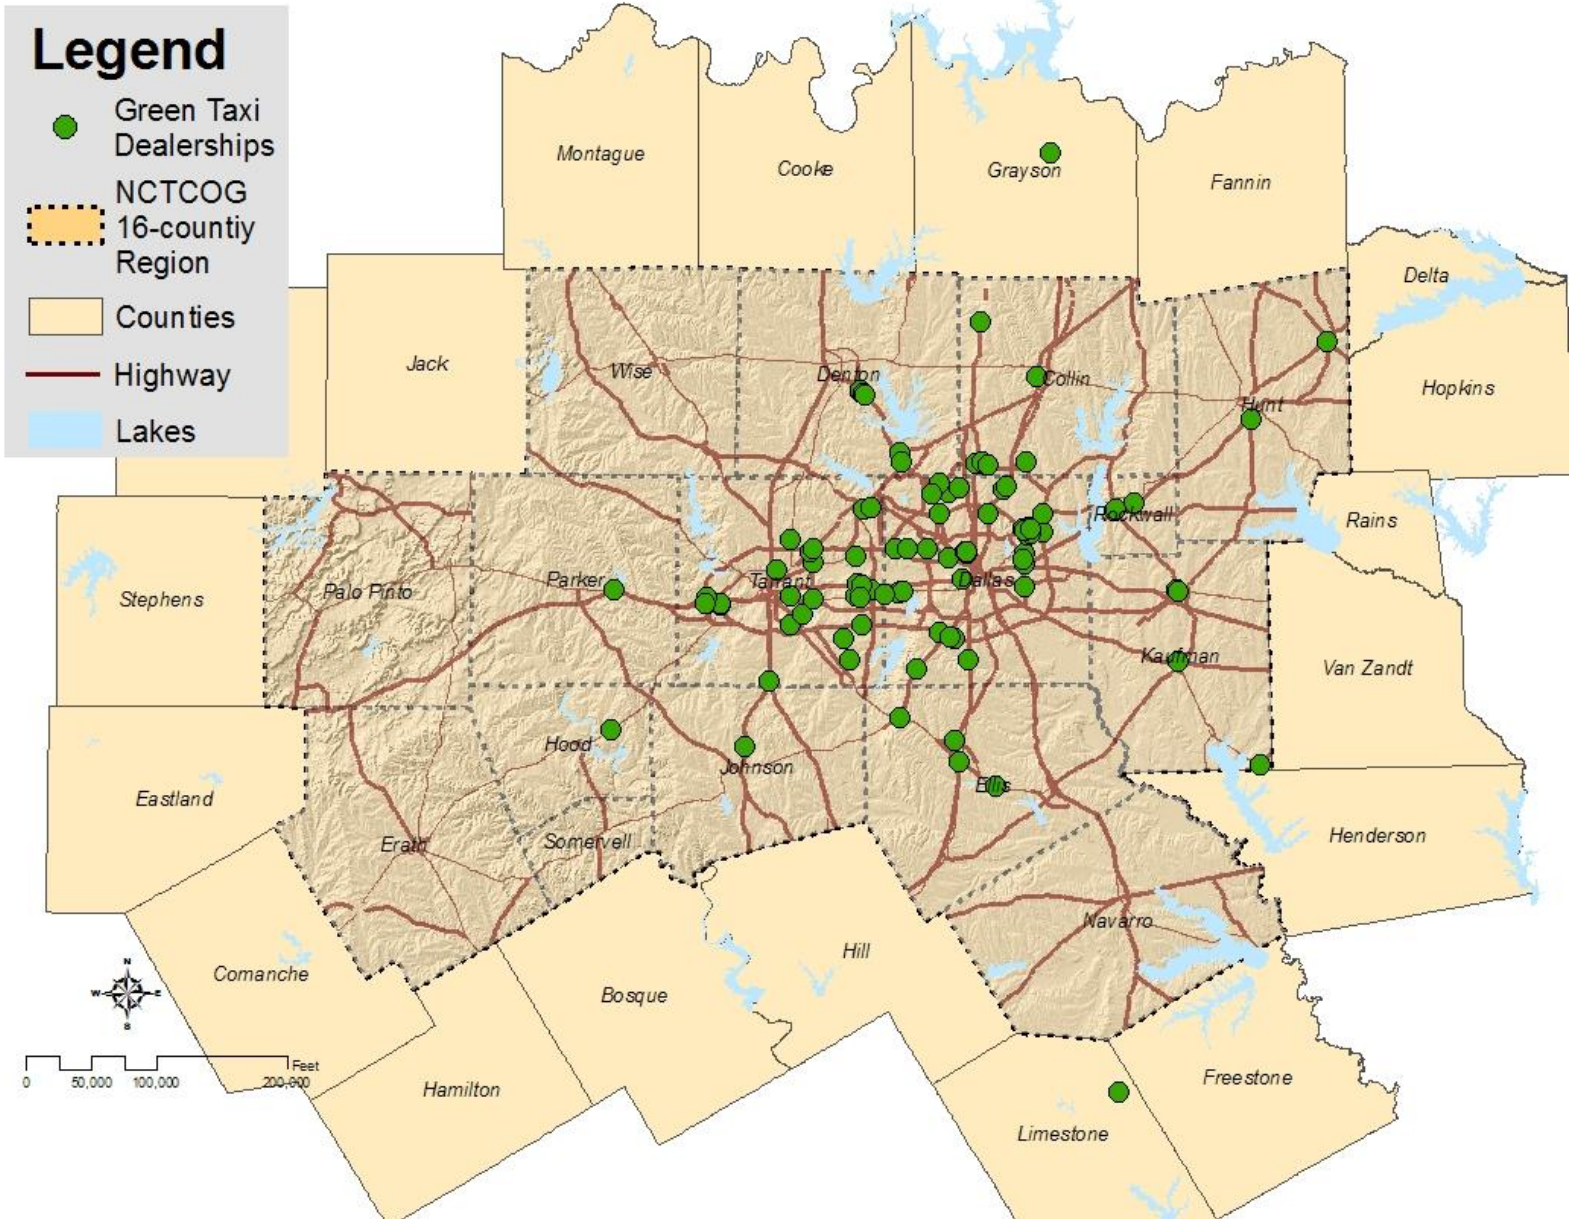 Legend
Green Taxi
Dealerships
NCTCOG
16-countiy
Region
Counties
Highway
Lakes
Montague
Cooke
Grayson
Fannin
Delta
Jack
Wise
Denton
Collin
Hunt
Hopkins
Rockwall
Rains
Stephens
Palo Pinto
Parker
Tarrant
Dallas
Kaufman
Van Zandt
Eastland
Hood
Johnson
Ellis
Erath
Somervell
Henderson
Navarro
Comanche
Bosque
Hill
Hamilton
Limestone
Freestone
N
W
E
S
Feet
0
50,000
100,000
200,000